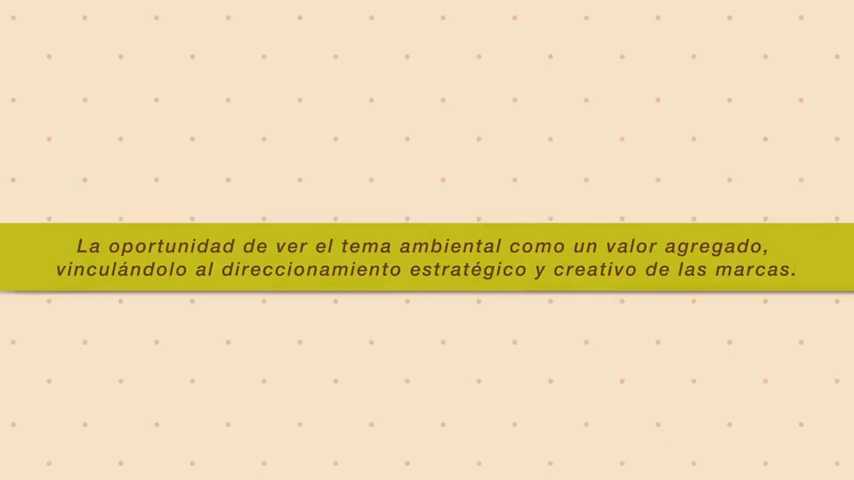 La oportunidad de ver el tema ambiental como un valor agregado,
vinculándolo al direccionamiento estratégico y creativo de las marcas.